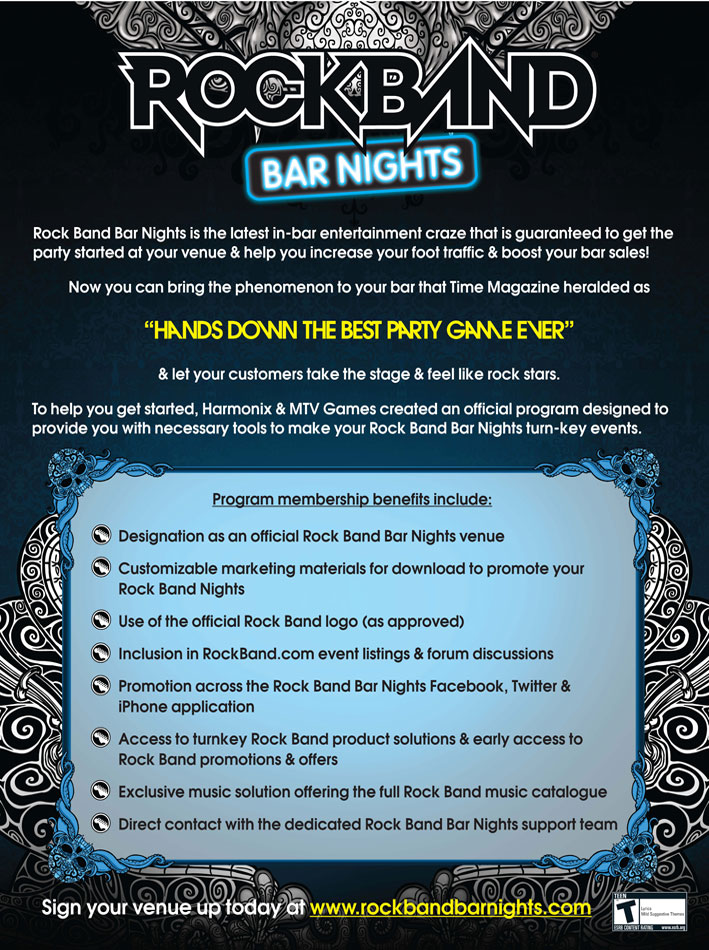 ROCKBAND
BAR NIGHTS
Rock Band Bar Nights is the latest in-bar entertainment craze that is guaranteed to get the
party started at your venue & help you increase your foot traffic & boost your bar sales!
Now you can bring the phenomenon to your bar that Time Magazine heralded as
“HANDS DOWN THE BEST PARTY GAME EVER”
& let your customers take the stage & feel like rock stars.
To help you get started, Harmonix & MTV Games created an official program designed to
provide you with necessary tools to make your Rock Band Bar Nights turn-key events.
Program membership benefits include:
Designation as an official Rock Band Bar Nights venue
Customizable marketing materials for download to promote your
Rock Band Nights
Use of the official Rock Band logo (as approved)
Inclusion in RockBand.com event listings & forum discussions
Promotion across the Rock Band Bar Nights Facebook, Twitter &
iPhone application
Access to turnkey Rock Band product solutions & early access to
Rock Band promotions & offers
Exclusive music solution offering the full Rock Band music catalogue
Direct contact with the dedicated Rock Band Bar Nights support team
Sign your venue up today at www.rockbandbarnights.com
TEEN
T
Lyrics
Mild Suggestive Themes
ESRB CONTENT RATING www.esrb.org